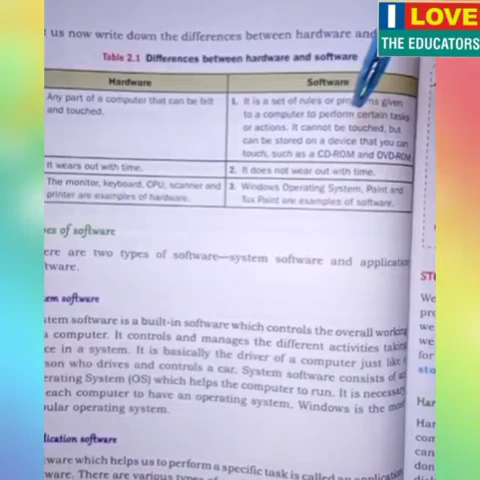 I LOVE
THE EDUCATORS
us now write down the differences between hardware and
Table 2.1 Differences between hardware and software
Hardware
Software
Any part of a computer that can be felt
and touched.
1. It is a set of rules or given
to a computer to perform certain tasks
or actions. It cannot be touched, but
can be stored on a device that you can
touch, such as a CD-ROM and DVD-ROM
It wears out with time.
2. It does not wear out with time.
The monitor, keyboard, CPU, scanner and
printer are examples of hardware.
3. Windows Operating System, Paint and
Tux Paint are examples of software.
es of software
ere are two types of software—system software and application
tware.
em software
tem software is a built-in software which controls the overall working
computer. It controls and manages the different activities taking
ce in a system. It is basically the driver of a computer just like
son who drives and controls a car. System software consists of
erating System (OS) which helps the computer to run. It is necessary
each computer to have an operating system. Windows is the most
ular operating system.
lication software
ware which helps us to perform a specific task is called an application
ware. There are various
ST
We
pro
we
we
for
sto
Har
Har
com
can
don